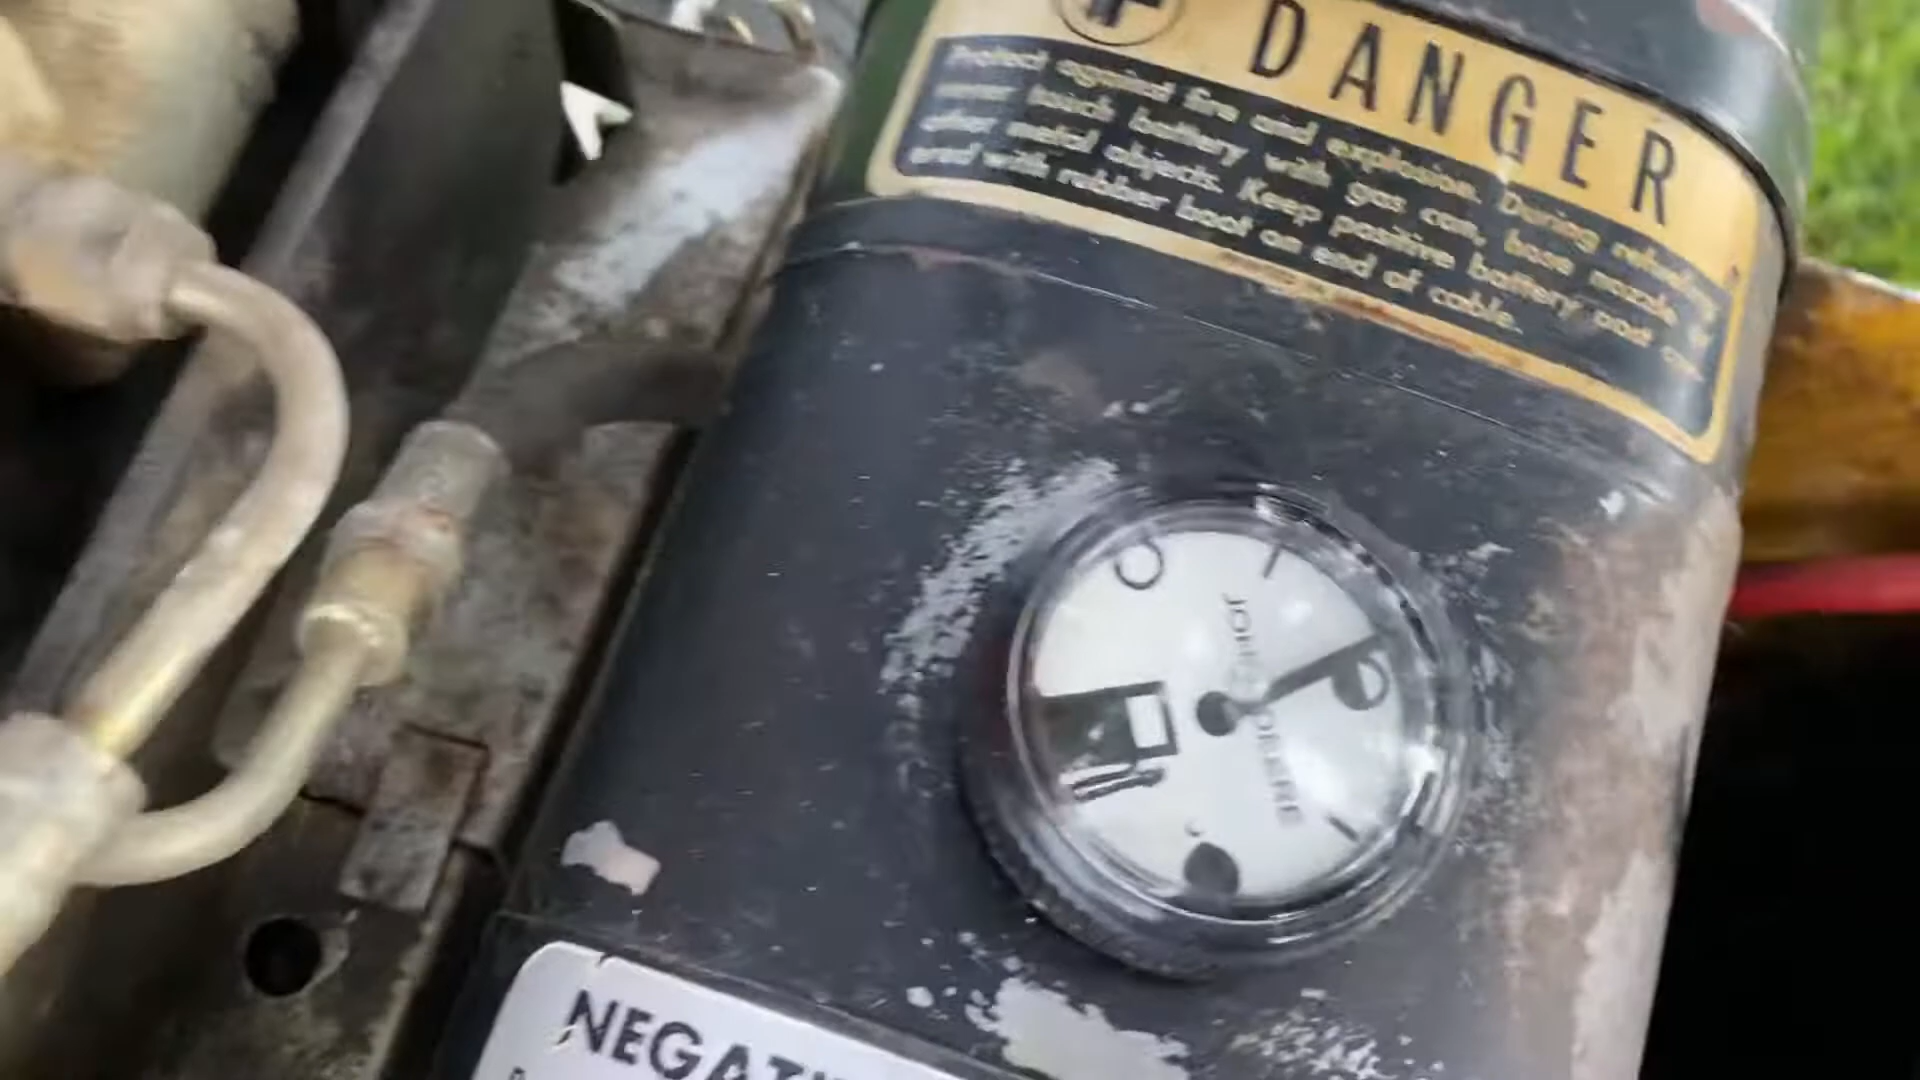 DANGER
Protect against fire and explosion. During refueling
never touch battery with gas can, hose nozzle or
other metal objects. Keep positive battery post cov
ered with rubber boot on end of cable.
JOHN DEERE